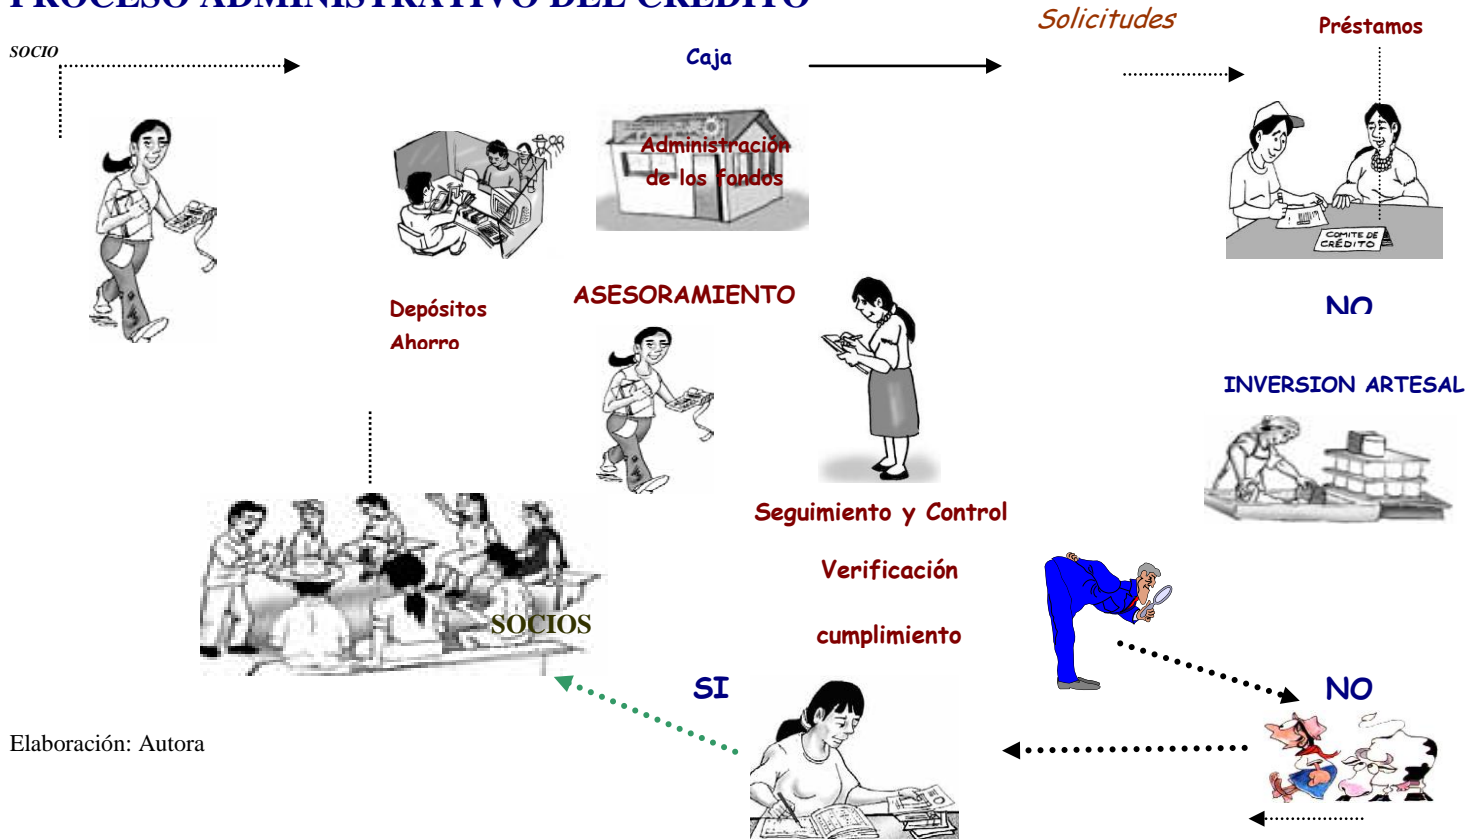 PROCESO ADMINISTRATIVO DEL CREDITO
SOCIO
Caja
Solicitudes
Préstamos
Administración
de los fondos
COMITE DE
CRÉDITO
Depósitos
Ahorro
ASESORAMIENTO
NO
INVERSION ARTESAL
Seguimiento y Control
Verificación
cumplimiento
SOCIOS
SI
NO
Elaboración: Autora